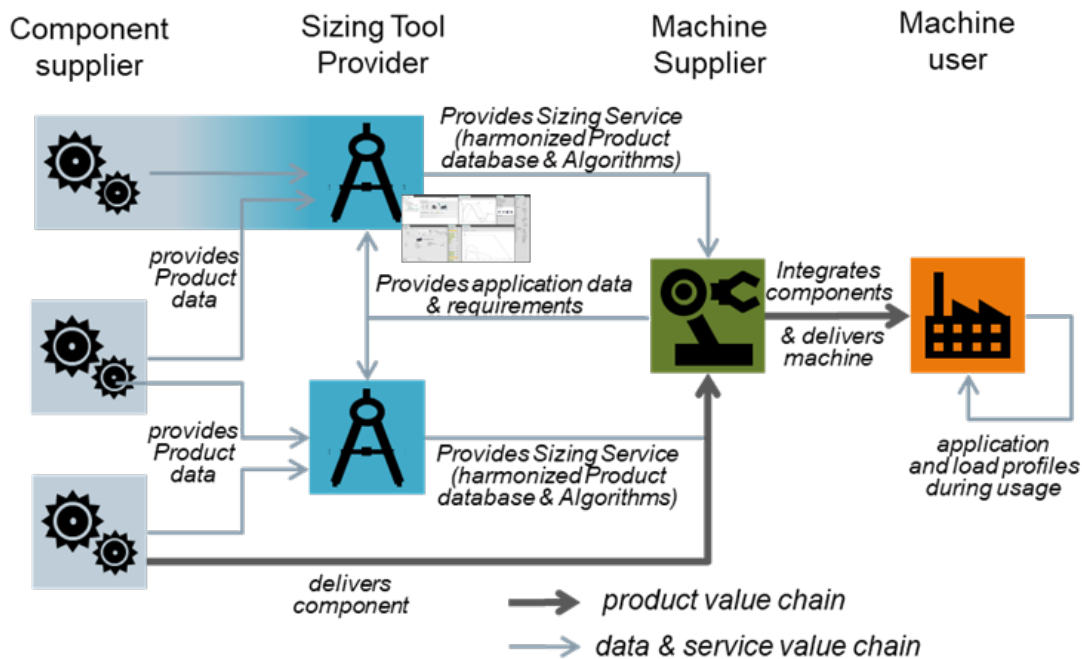 Component
supplier
Sizing Tool
Provider
Machine
Supplier
Machine
user
Provides Sizing Service
(harmonized Product
database & Algorithms)
provides
Product
data
Provides application data
& requirements
Integrates
components
& delivers
machine
provides
Product
data
Provides Sizing Service
(harmonized Product
database & Algorithms)
application
and load profiles
during usage
delivers
component
product value chain
data & service value chain